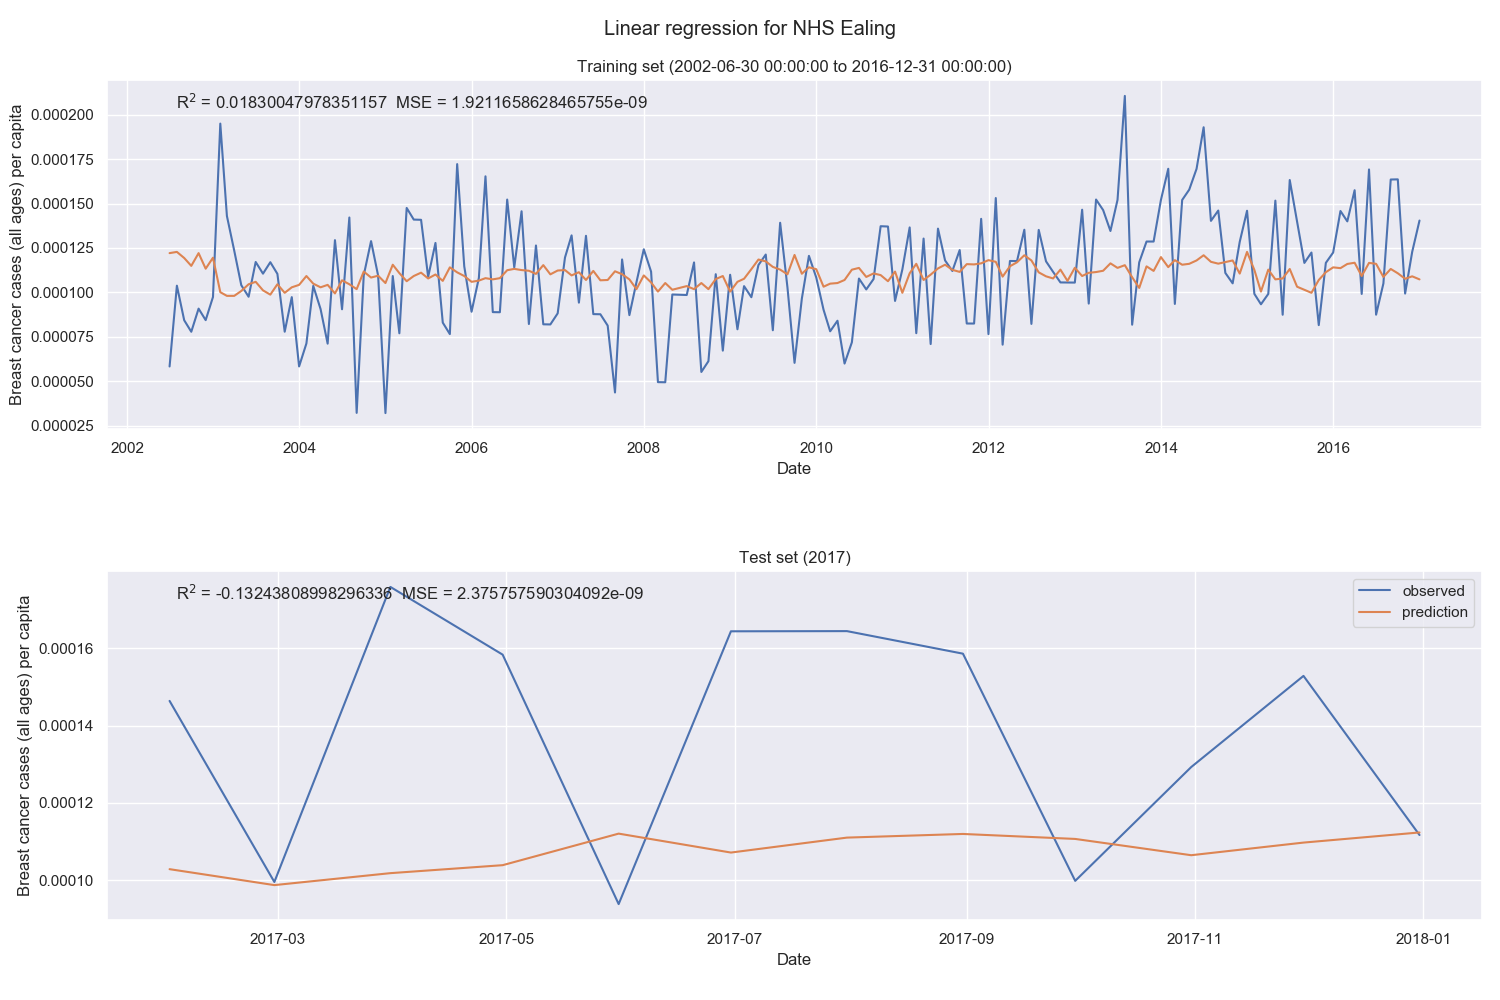 Linear regression for NHS Ealing
Training set (2002-06-30 00:00:00 to 2016-12-31 00:00:00)
R² = 0.01830047978351157 MSE = 1.9211658628465755e-09
Breast cancer cases (all ages) per capita
0.000200
0.000175
0.000150
0.000125
0.000100
0.000075
0.000050
0.000025
2002 2004 2006 2008 2010 2012 2014 2016
Date
Test set (2017)
R² = -0.13243808998296336 MSE = 2.375757590304092e-09
observed
prediction
Breast cancer cases (all ages) per capita
0.00016
0.00014
0.00012
0.00010
2017-03 2017-05 2017-07 2017-09 2017-11 2018-01
Date